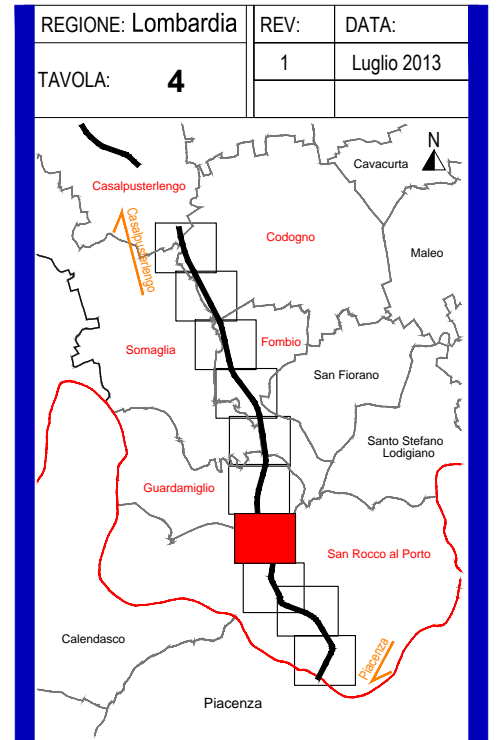 REGIONE: Lombardia
REV:
DATA:
1
Luglio 2013
TAVOLA: 4
N
Cavacurta
Casalpusterlengo
Casalpusterlengo
Codogno
Maleo
Somaglia
Fombio
San Fiorano
Santo Stefano
Lodigiano
Guardamiglio
San Rocco al Porto
Calendasco
Piacenza
Piacenza